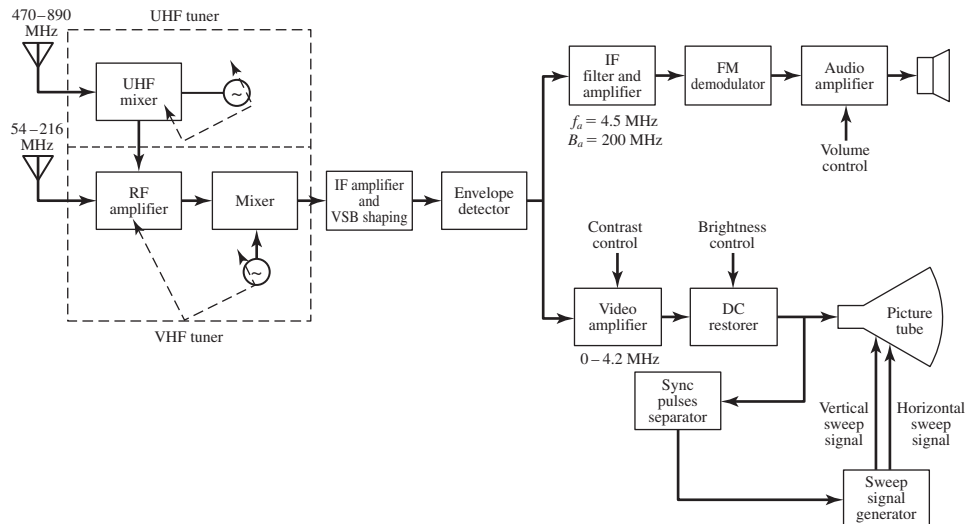 470–890
MHz
UHF tuner
UHF
mixer
~
54–216
MHz
RF
amplifier
Mixer
~
VHF tuner
IF amplifier
and
VSB shaping
Envelope
detector
IF
filter and
amplifier
fₐ = 4.5 MHz
Bₐ = 200 MHz
FM
demodulator
Audio
amplifier
Volume
control
Contrast
control
Brightness
control
Video
amplifier
0–4.2 MHz
DC
restorer
Picture
tube
Sync
pulses
separator
Vertical
sweep
signal
Horizontal
sweep
signal
Sweep
signal
generator